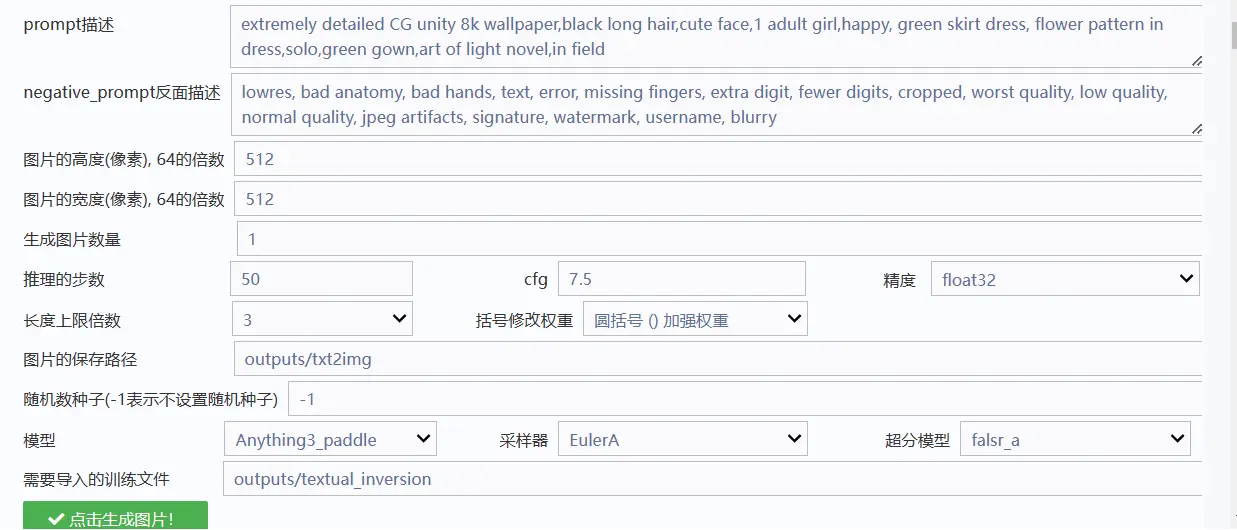 prompt描述
extremely detailed CG unity 8k wallpaper,black long hair,cute face,1 adult girl,happy, green skirt dress, flower pattern in
dress,solo,green gown,art of light novel,in field
negative_prompt反面描述
lowres, bad anatomy, bad hands, text, error, missing fingers, extra digit, fewer digits, cropped, worst quality, low quality,
normal quality, jpeg artifacts, signature, watermark, username, blurry
图片的高度(像素), 64的倍数 512
图片的宽度(像素), 64的倍数 512
生成图片数量 1
推理的步数 50 cfg 7.5 精度 float32
长度上限倍数 3 括号修改权重 圆括号 () 加强权重
图片的保存路径 outputs/txt2img
随机数种子(-1表示不设置随机种子) -1
模型 Anything3_paddle 采样器 EulerA 超分模型 falsr_a
需要导入的训练文件 outputs/textual_inversion
点击生成图片!